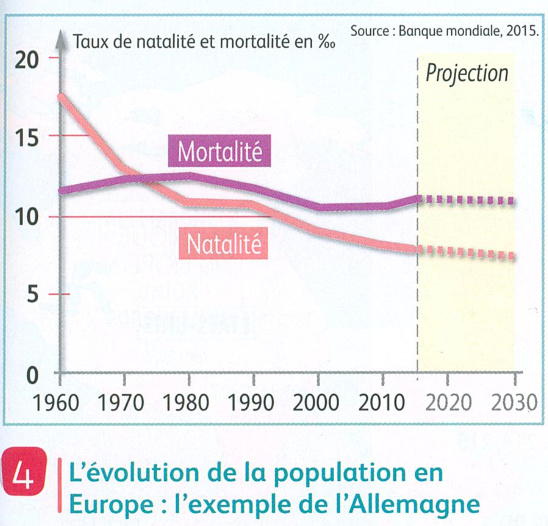 Source : Banque mondiale, 2015.
Taux de natalité et mortalité en ‰
20
Projection
15
Mortalité
10
Natalité
5
0
1960 1970 1980 1990 2000 2010 2020 2030
4
L'évolution de la population en
Europe : l'exemple de l'Allemagne